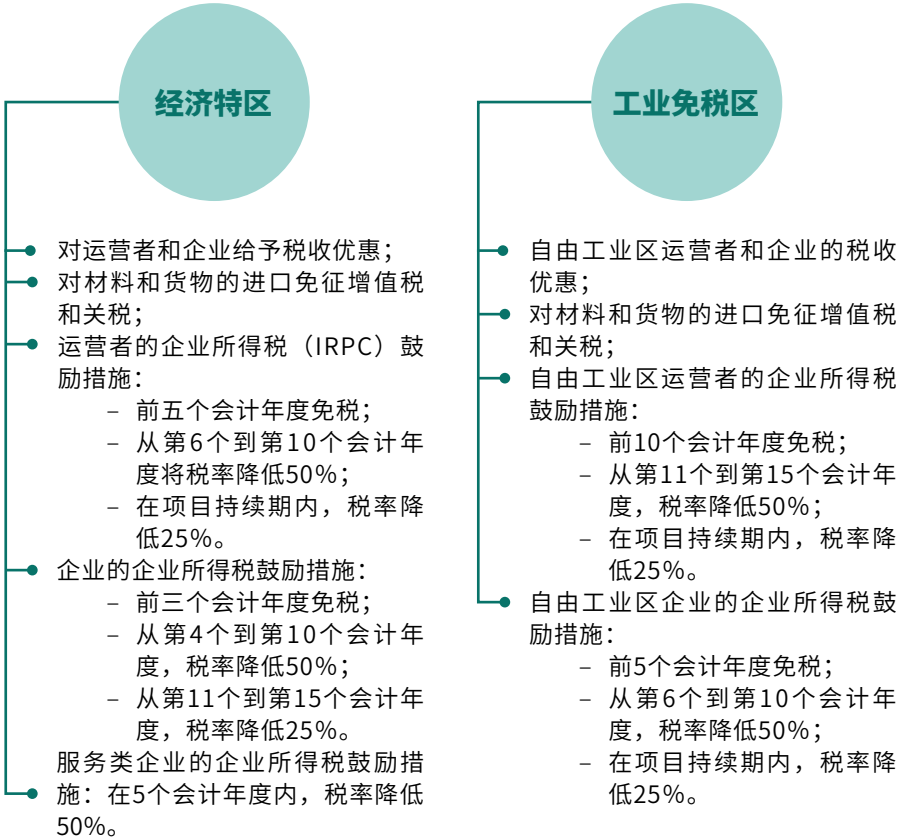 经济特区
对运营者和企业给予税收优惠；
对材料和货物的进口免征增值税
和关税；
运营者的企业所得税（IRPC）鼓
励措施：
– 前五个会计年度免税；
– 从第6个到第10个会计年
度将税率降低50%；
– 在项目持续期内，税率降
低25%。
企业的企业所得税鼓励措施：
– 前三个会计年度免税；
– 从第4个到第10个会计年
度，税率降低50%；
– 从第11个到第15个会计年
度，税率降低25%。
服务类企业的企业所得税鼓励措
施：在5个会计年度内，税率降低
50%。
工业免税区
自由工业区运营者和企业的税收
优惠；
对材料和货物的进口免征增值税
和关税；
自由工业区运营者的企业所得税
鼓励措施：
– 前10个会计年度免税；
– 从第11个到第15个会计年
度，税率降低50%；
– 在项目持续期内，税率降
低25%。
自由工业区企业的企业所得税鼓
励措施：
– 前5个会计年度免税；
– 从第6个到第10个会计年
度，税率降低50%；
– 在项目持续期内，税率降
低25%。